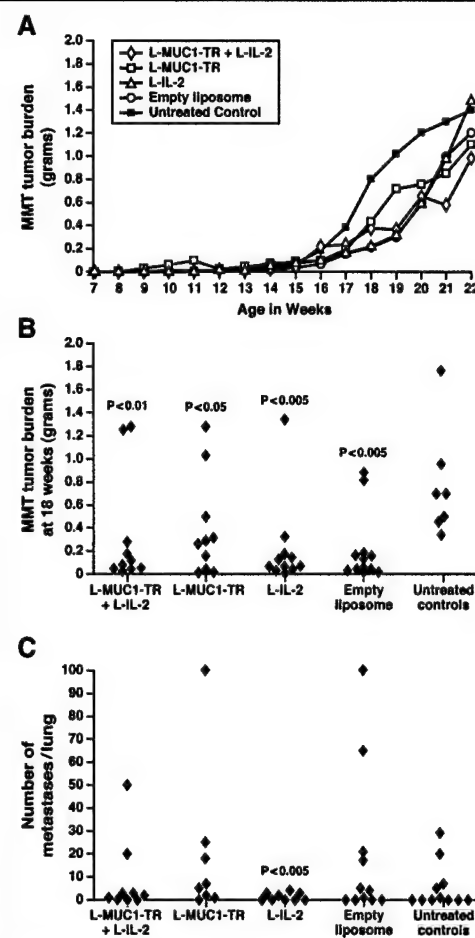 A
MMT tumor burden
(grams)
2.0
1.8
1.6
1.4
1.2
1.0
0.8
0.6
0.4
0.2
0
L-MUC1-TR + L-IL-2
L-MUC1-TR
L-IL-2
Empty liposome
Untreated Control
7 8 9 10 11 12 13 14 15 16 17 18 19 20 21 22
Age in Weeks
B
MMT tumor burden
at 18 weeks (grams)
2.0
1.8
1.6
1.4
1.2
1.0
0.8
0.6
0.4
0.2
0
P<0.01
P<0.05
P<0.005
P<0.005
L-MUC1-TR
+ L-IL-2
L-MUC1-TR
L-IL-2
Empty
liposome
Untreated
controls
C
Number of
metastases/lung
100
90
80
70
60
50
40
30
20
10
0
P<0.005
L-MUC1-TR
+ L-IL-2
L-MUC1-TR
L-IL-2
Empty
liposome
Untreated
controls